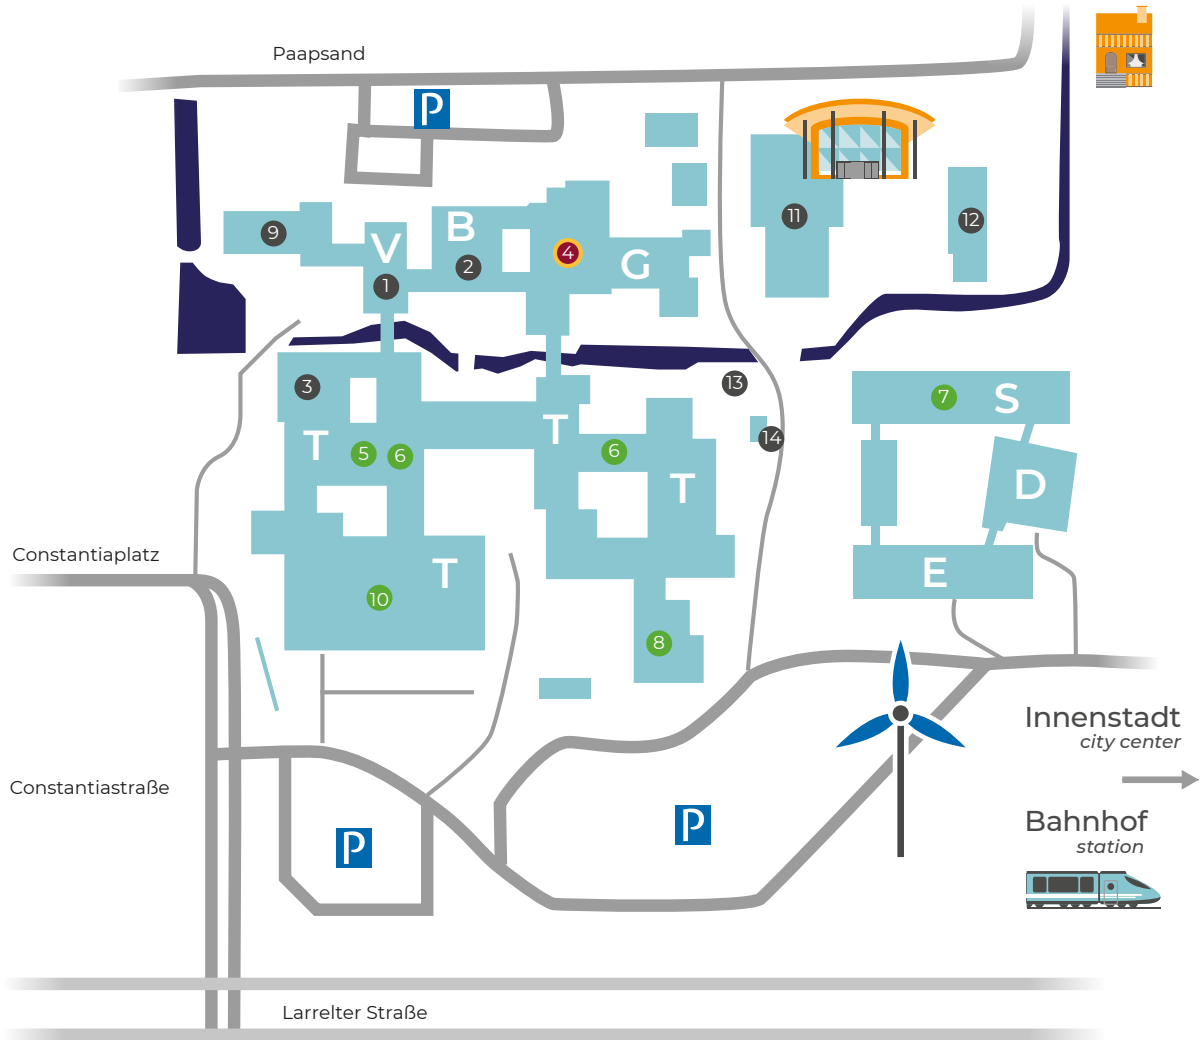 Paapsand
P
11
12
9
V
B
4
G
2
1
3
13
7
S
T
T
14
5
6
6
T
D
Constantiaplatz
T
E
10
8
Innenstadt
city center
Constantiastraße
P
P
Bahnhof
station
Larrelter Straße